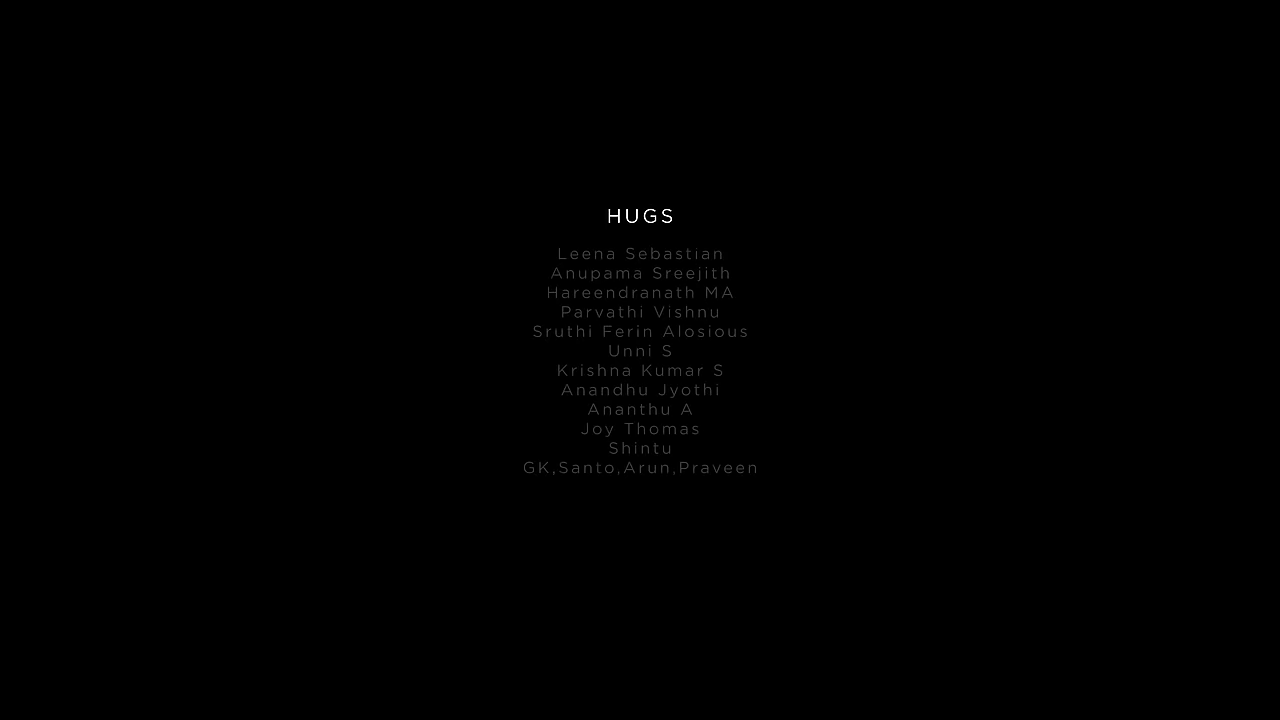 HUGS
Leena Sebastian
Anupama Sreejith
Hareendranath MA
Parvathi Vishnu
Sruthi Ferin Alosious
Unni S
Krishna Kumar S
Anandhu Jyothi
Ananthu A
Joy Thomas
Shintu
GK,Santo,Arun,Praveen